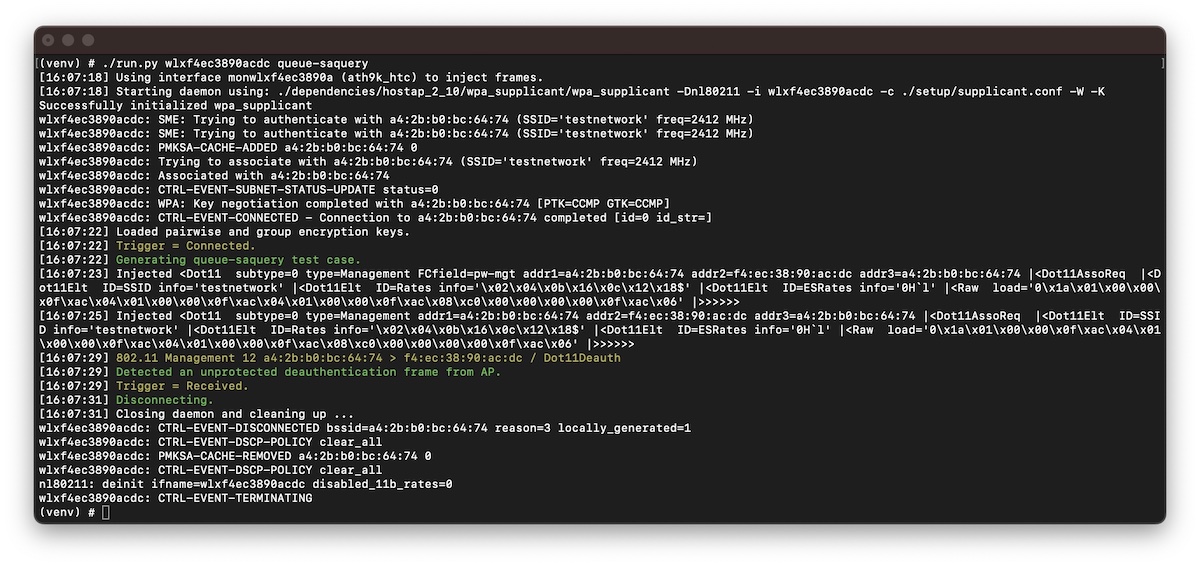 [(venv) # ./run.py wlxf4ec3890acdc queue-saquery ]
[16:07:18] Using interface monwlxf4ec3890a (ath9k_htc) to inject frames.
[16:07:18] Starting daemon using: ./dependencies/hostap_2_10/wpa_supplicant/wpa_supplicant -Dnl80211 -i wlxf4ec3890acdc -c ./setup/supplicant.conf -W -K
Successfully initialized wpa_supplicant
wlxf4ec3890acdc: SME: Trying to authenticate with a4:2b:b0:bc:64:74 (SSID='testnetwork' freq=2412 MHz)
wlxf4ec3890acdc: SME: Trying to authenticate with a4:2b:b0:bc:64:74 (SSID='testnetwork' freq=2412 MHz)
wlxf4ec3890acdc: PMKSA-CACHE-ADDED a4:2b:b0:bc:64:74 0
wlxf4ec3890acdc: Trying to associate with a4:2b:b0:bc:64:74 (SSID='testnetwork' freq=2412 MHz)
wlxf4ec3890acdc: Associated with a4:2b:b0:bc:64:74
wlxf4ec3890acdc: CTRL-EVENT-SUBNET-STATUS-UPDATE status=0
wlxf4ec3890acdc: WPA: Key negotiation completed with a4:2b:b0:bc:64:74 [PTK=CCMP GTK=CCMP]
wlxf4ec3890acdc: CTRL-EVENT-CONNECTED - Connection to a4:2b:b0:bc:64:74 completed [id=0 id_str=]
[16:07:22] Loaded pairwise and group encryption keys.
[16:07:22] Trigger = Connected.
[16:07:22] Generating queue-saquery test case.
[16:07:23] Injected <Dot11  subtype=0 type=Management FCfield=pw-mgt addr1=a4:2b:b0:bc:64:74 addr2=f4:ec:38:90:ac:dc addr3=a4:2b:b0:bc:64:74 |<Dot11AssoReq  |<D
ot11Elt  ID=SSID info='testnetwork' |<Dot11Elt  ID=Rates info='\x02\x04\x0b\x16\x0c\x12\x18$' |<Dot11Elt  ID=ESRates info='0H`l' |<Raw  load='0\x1a\x01\x00\x00\
x0f\xac\x04\x01\x00\x00\x0f\xac\x04\x01\x00\x00\x0f\xac\x08\xc0\x00\x00\x00\x00\x0f\xac\x06' |>>>>>>
[16:07:25] Injected <Dot11  subtype=0 type=Management addr1=a4:2b:b0:bc:64:74 addr2=f4:ec:38:90:ac:dc addr3=a4:2b:b0:bc:64:74 |<Dot11AssoReq  |<Dot11Elt  ID=SSI
D info='testnetwork' |<Dot11Elt  ID=Rates info='\x02\x04\x0b\x16\x0c\x12\x18$' |<Dot11Elt  ID=ESRates info='0H`l' |<Raw  load='0\x1a\x01\x00\x00\x0f\xac\x04\x01
\x00\x00\x0f\xac\x04\x01\x00\x00\x0f\xac\x08\xc0\x00\x00\x00\x00\x0f\xac\x06' |>>>>>>
[16:07:29] 802.11 Management 12 a4:2b:b0:bc:64:74 > f4:ec:38:90:ac:dc / Dot11Deauth
[16:07:29] Detected an unprotected deauthentication frame from AP.
[16:07:29] Trigger = Received.
[16:07:31] Disconnecting.
[16:07:31] Closing daemon and cleaning up ...
wlxf4ec3890acdc: CTRL-EVENT-DISCONNECTED bssid=a4:2b:b0:bc:64:74 reason=3 locally_generated=1
wlxf4ec3890acdc: CTRL-EVENT-DSCP-POLICY clear_all
wlxf4ec3890acdc: PMKSA-CACHE-REMOVED a4:2b:b0:bc:64:74 0
wlxf4ec3890acdc: CTRL-EVENT-DSCP-POLICY clear_all
nl80211: deinit ifname=wlxf4ec3890acdc disabled_11b_rates=0
wlxf4ec3890acdc: CTRL-EVENT-TERMINATING
(venv) #